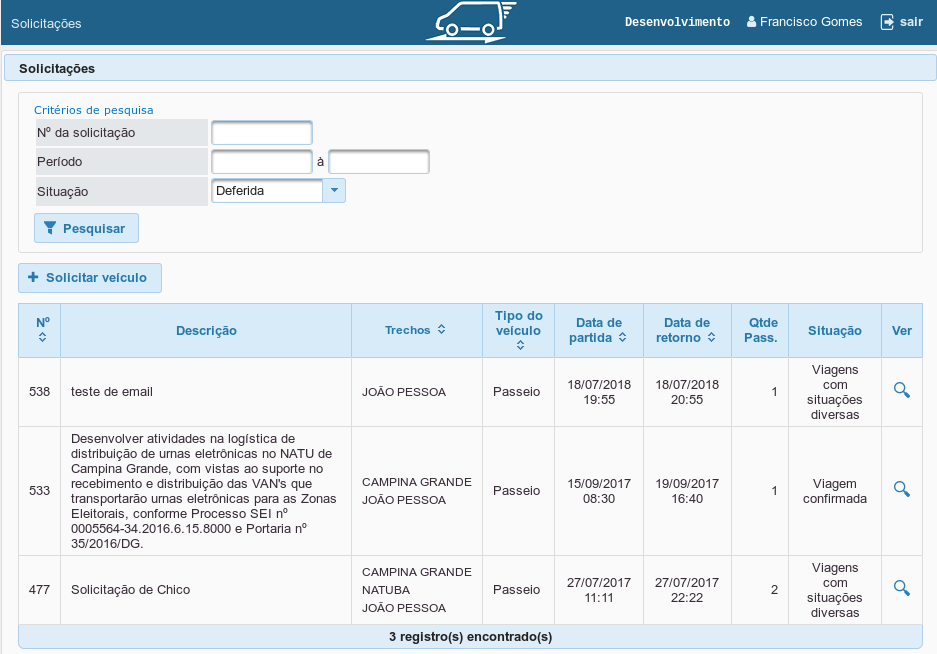 Solicitações
Desenvolvimento Francisco Gomes sair
Solicitações
Critérios de pesquisa
Nº da solicitação
Período à
Situação Deferida
Pesquisar
Solicitar veículo
Nº
Descrição
Trechos
Tipo do
veículo
Data de
partida
Data de
retorno
Qtde
Pass.
Situação
Ver
538
teste de email
JOÃO PESSOA
Passeio
18/07/2018
19:55
18/07/2018
20:55
1
Viagens
com
situações
diversas
533
Desenvolver atividades na logística de
distribuição de urnas eletrônicas no NATU de
Campina Grande, com vistas ao suporte no
recebimento e distribuição das VAN's que
transportarão urnas eletrônicas para as Zonas
Eleitorais, conforme Processo SEI nº
0005564-34.2016.6.15.8000 e Portaria nº
35/2016/DG.
CAMPINA GRANDE
JOÃO PESSOA
Passeio
15/09/2017
08:30
19/09/2017
16:40
1
Viagem
confirmada
477
Solicitação de Chico
CAMPINA GRANDE
NATUBA
JOÃO PESSOA
Passeio
27/07/2017
11:11
27/07/2017
22:22
2
Viagens
com
situações
diversas
3 registro(s) encontrado(s)